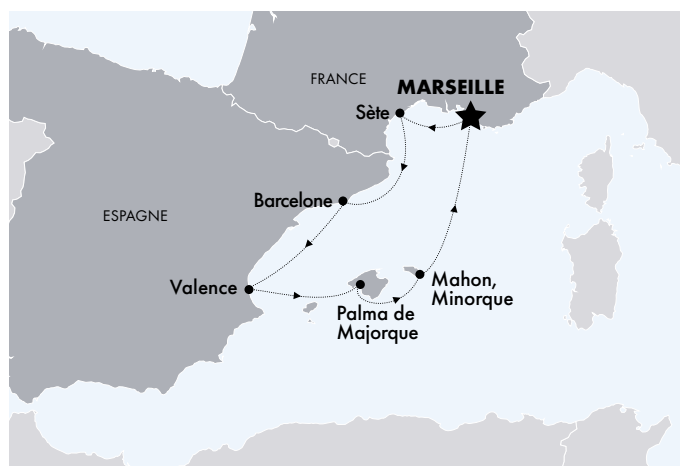 FRANCE
MARSEILLE
Sète
Barcelone
ESPAGNE
Valence
Mahon,
Minorque
Palma de
Majorque